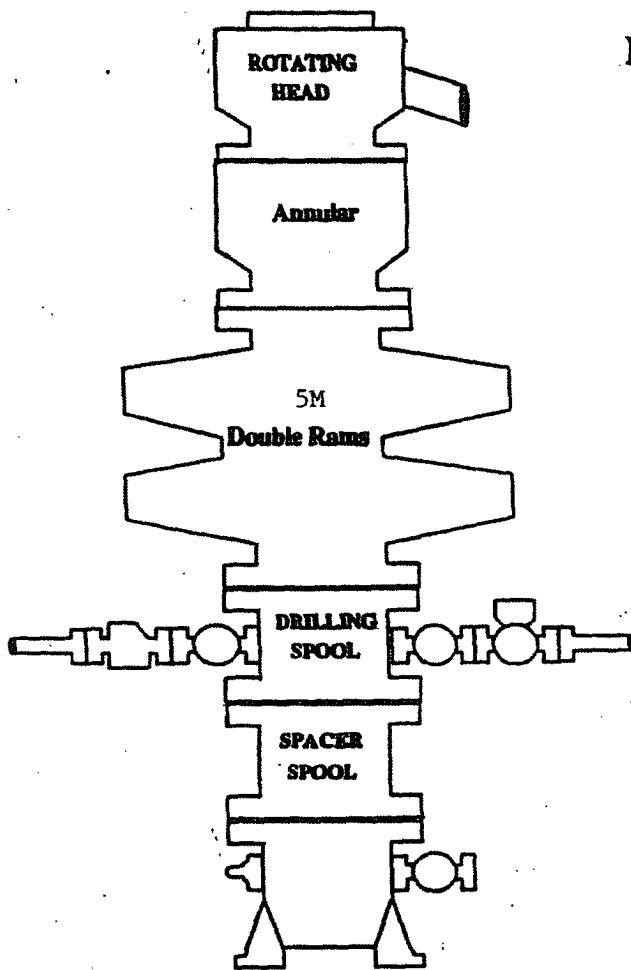 ROTATING
HEAD
Annular
5M
Double Rams
DRILLING
SPOOL
SPACER
SPOOL